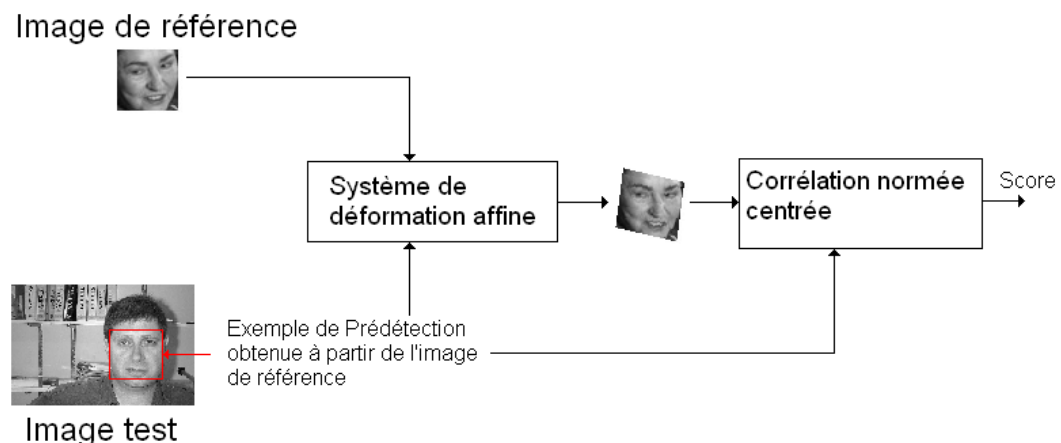 Image de référence
Système de
déformation affine
Corrélation normée
centrée
Score
Exemple de Prédétection
obtenue à partir de l'image
de référence
Image test